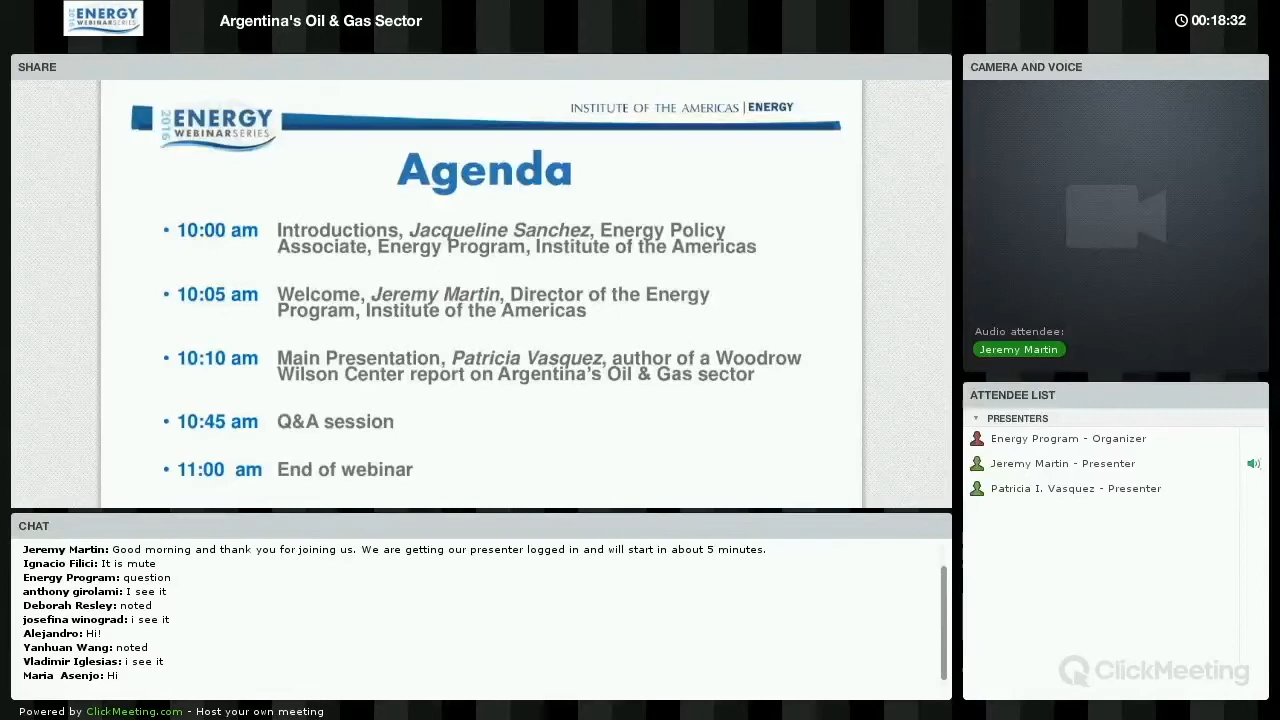 2016 ENERGY WEBINARSERIES
Argentina's Oil & Gas Sector
00:18:32
SHARE
2016 ENERGY
WEBINARSERIES
INSTITUTE OF THE AMERICAS | ENERGY
Agenda
• 10:00 am Introductions, Jacqueline Sanchez, Energy Policy
Associate, Energy Program, Institute of the Americas
• 10:05 am Welcome, Jeremy Martin, Director of the Energy
Program, Institute of the Americas
• 10:10 am Main Presentation, Patricia Vasquez, author of a Woodrow
Wilson Center report on Argentina's Oil & Gas sector
• 10:45 am Q&A session
• 11:00 am End of webinar
CAMERA AND VOICE
Audio attendee:
Jeremy Martin
ATTENDEE LIST
PRESENTERS
Energy Program - Organizer
Jeremy Martin - Presenter
Patricia I. Vasquez - Presenter
ClickMeeting
CHAT
Jeremy Martin: Good morning and thank you for joining us. We are getting our presenter logged in and will start in about 5 minutes.
Ignacio Filici: It is mute
Energy Program: question
anthony girolami: I see it
Deborah Resley: noted
josefina winograd: i see it
Alejandro: Hi!
Yanhuan Wang: noted
Vladimir Iglesias: i see it
Maria Asenjo: Hi
Powered by ClickMeeting.com - Host your own meeting